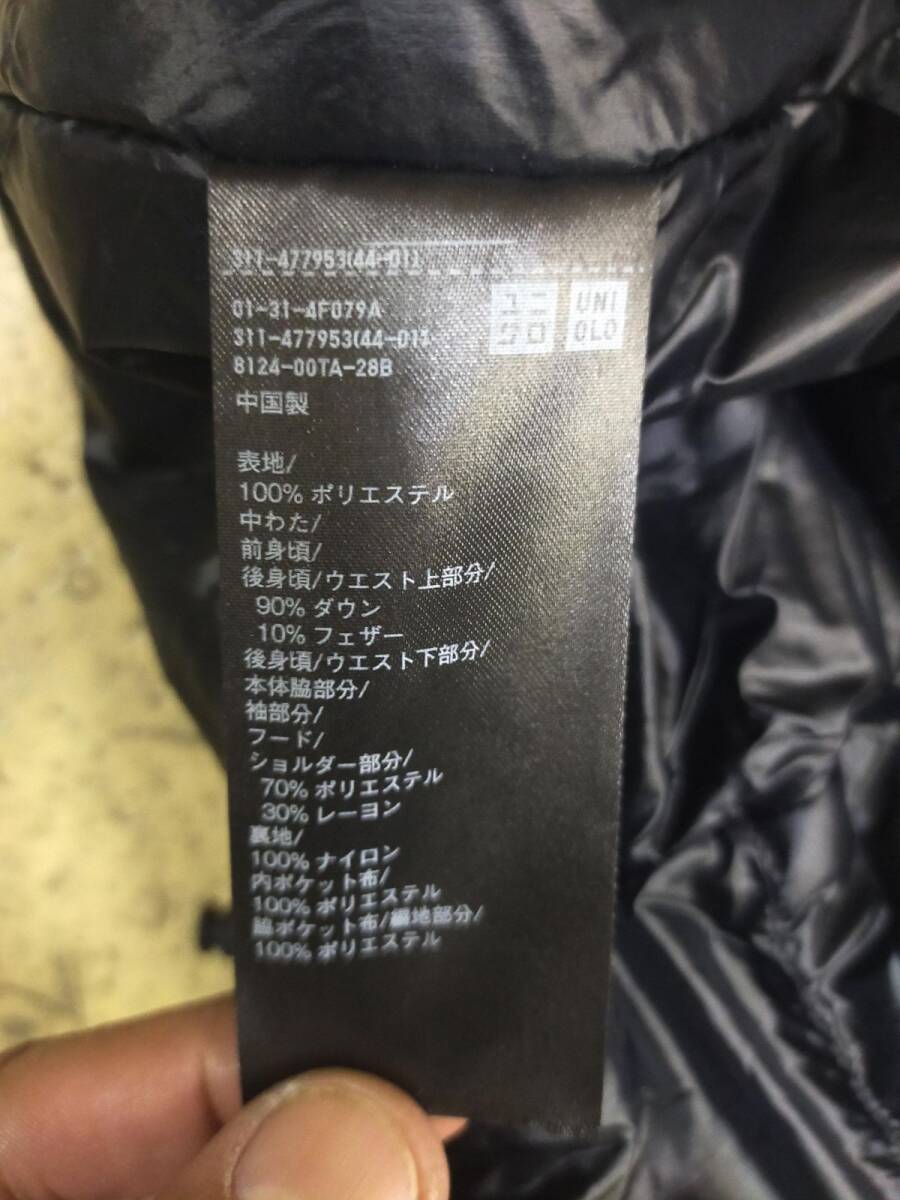 311-477953(44-01)
01-31-4F079A
311-477953(44-01)
8124-00TA-28B
ユニ
クロ
UNI
QLO
中国製
表地/
100% ポリエステル
中わた/
前身頃/
後身頃/ウエスト上部分/
90% ダウン
10% フェザー
後身頃/ウエスト下部分/
本体脇部分/
袖部分/
フード/
ショルダー部分/
70% ポリエステル
30% レーヨン
裏地/
100% ナイロン
内ポケット布/
100% ポリエステル
脇ポケット布/編地部分/
100% ポリエステル